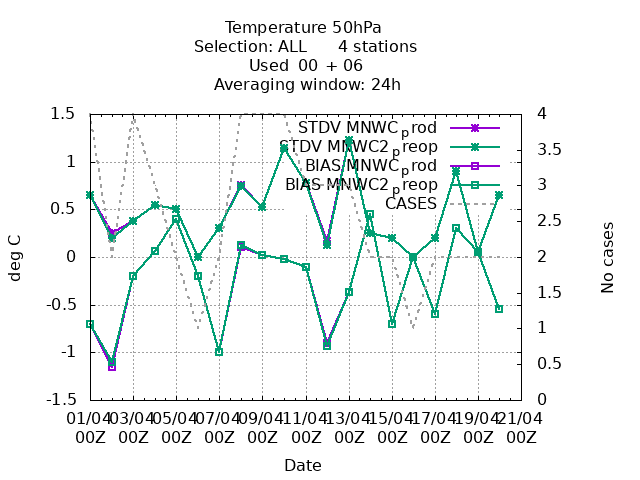 Temperature 50hPa
Selection: ALL 4 stations
Used 00 + 06
Averaging window: 24h
STDV MNWC_prod
STDV MNWC2_preop
BIAS MNWC_prod
BIAS MNWC2_preop
CASES
1.5
1
0.5
0
-0.5
-1
-1.5
deg C
4
3.5
3
2.5
2
1.5
1
0.5
0
No cases
01/04 03/04 05/04 07/04 09/04 11/04 13/04 15/04 17/04 19/04 21/04
00Z 00Z 00Z 00Z 00Z 00Z 00Z 00Z 00Z 00Z 00Z
Date